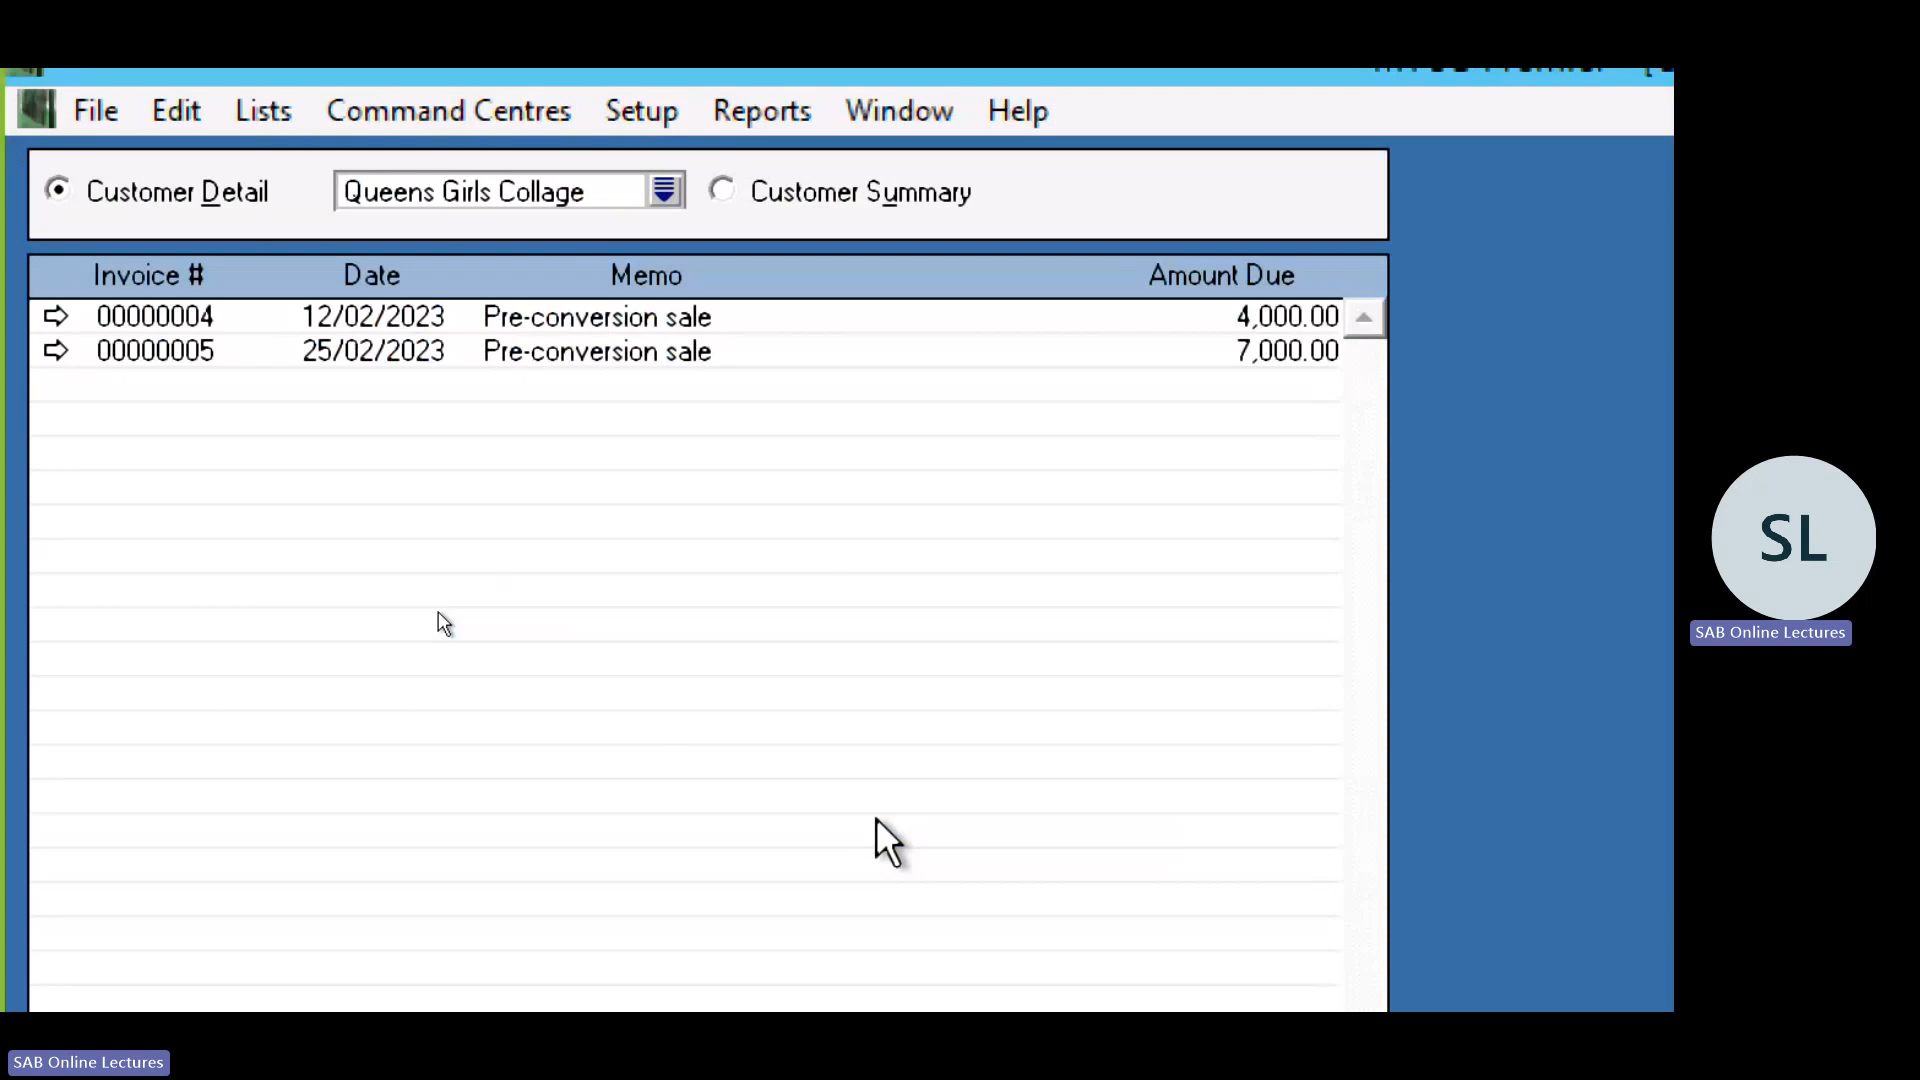 File Edit Lists Command Centres Setup Reports Window Help
Customer Detail Queens Girls Collage Customer Summary
Invoice # Date Memo Amount Due
00000004 12/02/2023 Pre-conversion sale 4,000.00
00000005 25/02/2023 Pre-conversion sale 7,000.00
SL
SAB Online Lectures
SAB Online Lectures